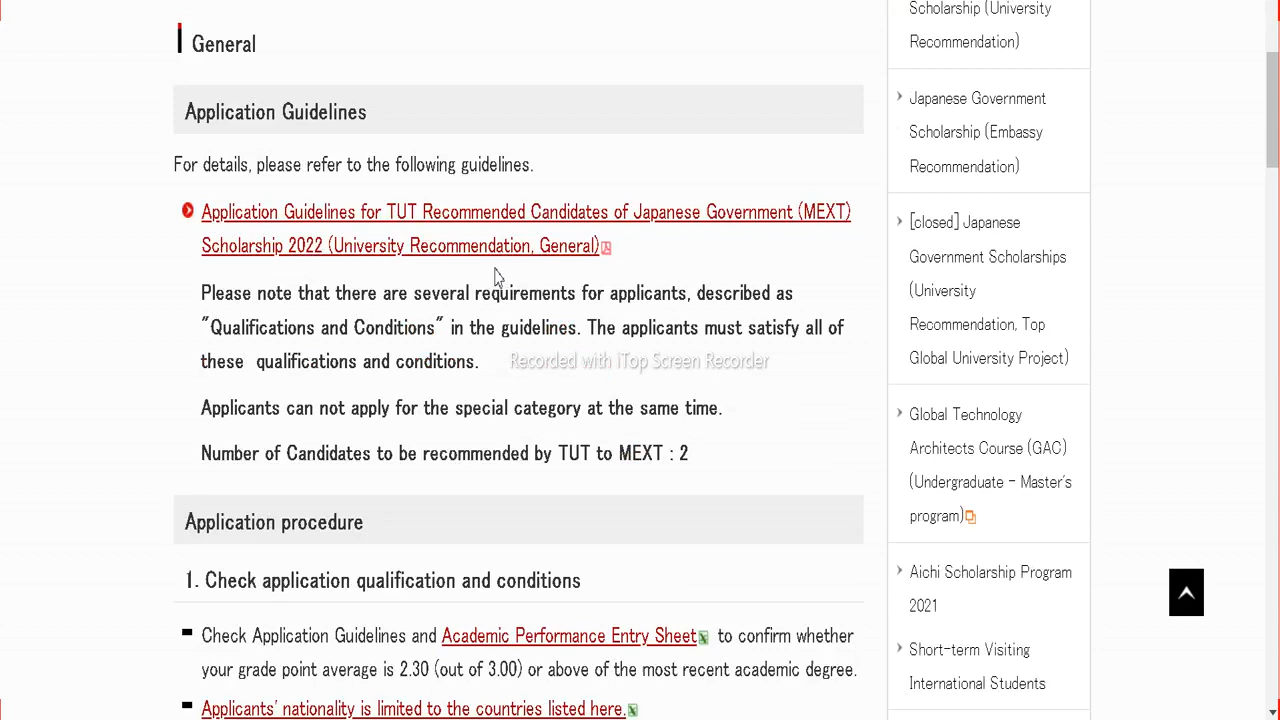 General
Application Guidelines
For details, please refer to the following guidelines.
Application Guidelines for TUT Recommended Candidates of Japanese Government (MEXT)
Scholarship 2022 (University Recommendation, General)
Please note that there are several requirements for applicants, described as
"Qualifications and Conditions" in the guidelines. The applicants must satisfy all of
these qualifications and conditions.
Recorded with iTop Screen Recorder
Applicants can not apply for the special category at the same time.
Number of Candidates to be recommended by TUT to MEXT : 2
Application procedure
1. Check application qualification and conditions
Check Application Guidelines and Academic Performance Entry Sheet to confirm whether
your grade point average is 2.30 (out of 3.00) or above of the most recent academic degree.
Applicants' nationality is limited to the countries listed here.
Scholarship (University
Recommendation)
Japanese Government
Scholarship (Embassy
Recommendation)
[closed] Japanese
Government Scholarships
(University
Recommendation, Top
Global University Project)
Global Technology
Architects Course (GAC)
(Undergraduate - Master's
program)
Aichi Scholarship Program
2021
Short-term Visiting
International Students